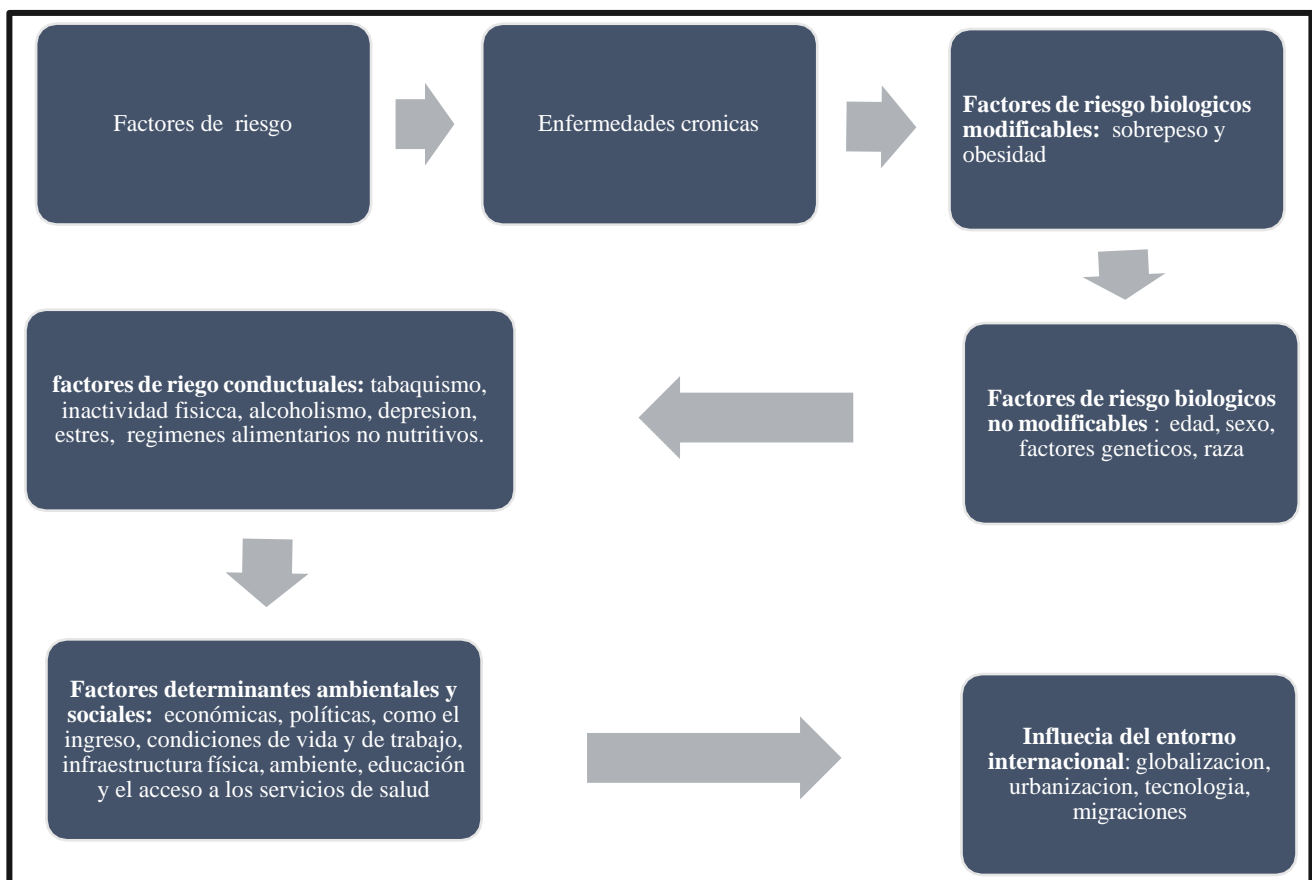 Factores de riesgo
Enfermedades cronicas
Factores de riesgo biologicos
modificables: sobrepeso y
obesidad
Factores de riesgo biologicos
no modificables : edad, sexo,
factores geneticos, raza
factores de riego conductuales: tabaquismo,
inactividad fisicca, alcoholismo, depresion,
estres, regimenes alimentarios no nutritivos.
Factores determinantes ambientales y
sociales: económicas, políticas, como el
ingreso, condiciones de vida y de trabajo,
infraestructura física, ambiente, educación
y el acceso a los servicios de salud
Influecia del entorno
internacional: globalizacion,
urbanizacion, tecnologia,
migraciones